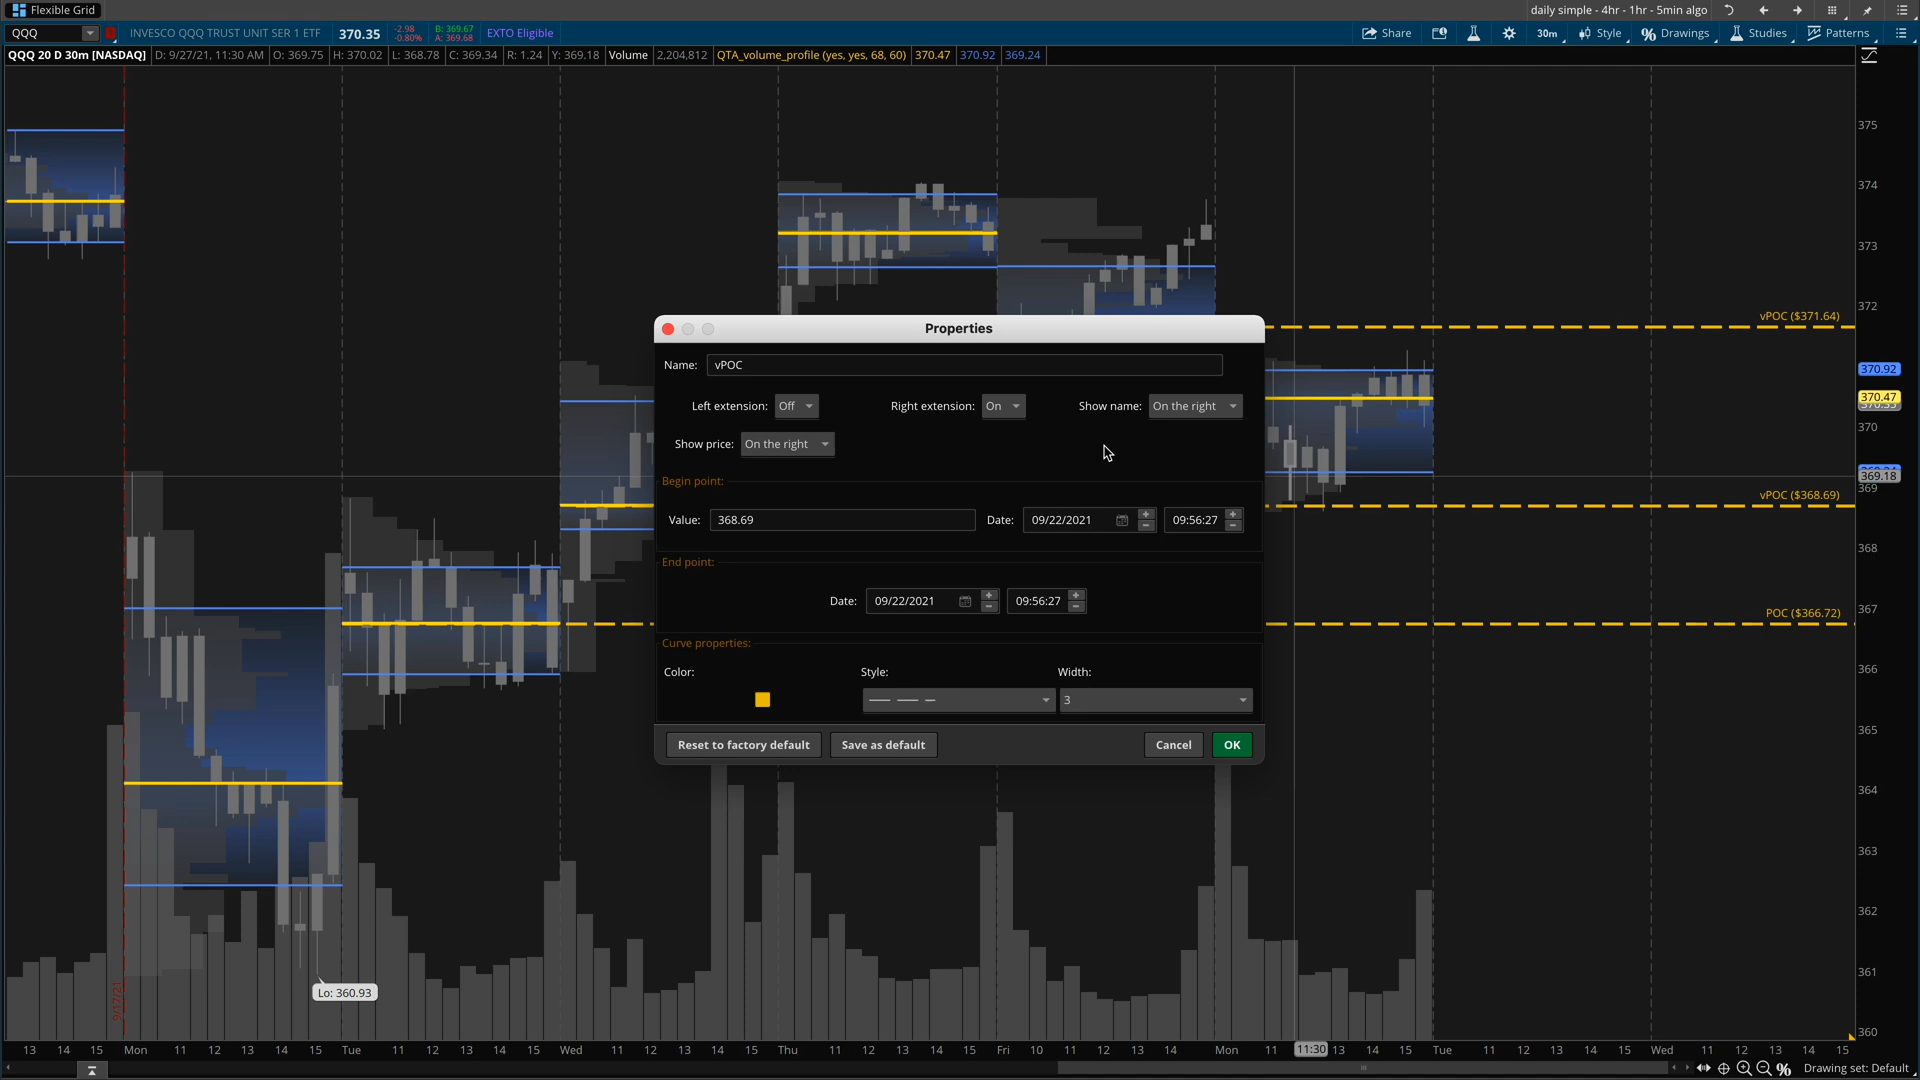 Flexible Grid
daily simple - 4hr - 1hr - 5min algo
QQQ
INVESCO QQQ TRUST UNIT SER 1 ETF
370.35
-2.98
-0.80%
B: 369.67
A: 369.68
EXTO Eligible
Share
30m
Style
Drawings
Studies
Patterns
QQQ 20 D 30m [NASDAQ] D: 9/27/21, 11:30 AM O: 369.75 H: 370.02 L: 368.78 C: 369.34 R: 1.24 Y: 369.18 Volume 2,204,812 QTA_volume_profile (yes, yes, 68, 60) 370.47 370.92 369.24
375
374
373
372
vPOC ($371.64)
370.92
370.47
370
vPOC ($368.69)
369.18
369
368
POC ($366.72)
367
366
365
364
363
362
361
360
Properties
Name: vPOC
Left extension: Off
Right extension: On
Show name: On the right
Show price: On the right
Begin point:
Value: 368.69
Date: 09/22/2021 09:56:27
End point:
Date: 09/22/2021 09:56:27
Curve properties:
Color:
Style:
Width:
3
Reset to factory default
Save as default
Cancel
OK
Lo: 360.93
9/17/21
13 14 15 Mon 11 12 13 14 15 Tue 11 12 13 14 15 Wed 11 12 13 14 15 Thu 11 12 13 14 15 Fri 10 11 12 13 14 Mon 11 11:30 13 14 15 Tue 11 12 13 14 15 Wed 11 12 13 14 15
Drawing set: Default